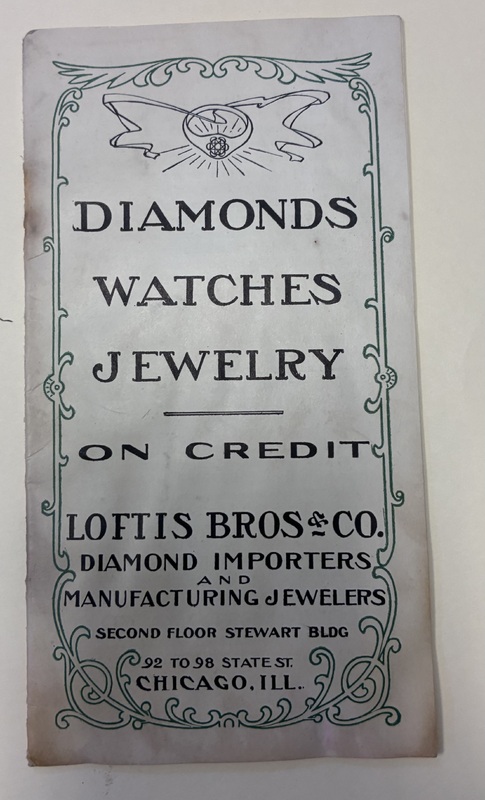 DIAMONDS
WATCHES
JEWELRY
ON CREDIT
LOFTIS BROS & CO.
DIAMOND IMPORTERS
AND
MANUFACTURING JEWELERS
SECOND FLOOR STEWART BLDG
92 TO 98 STATE ST.
CHICAGO, ILL.